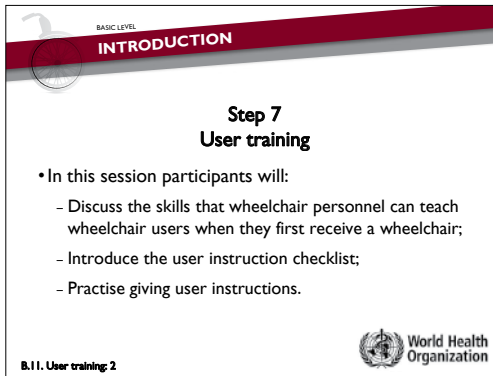 BASIC LEVEL
INTRODUCTION
Step 7
User training
• In this session participants will:
– Discuss the skills that wheelchair personnel can teach
wheelchair users when they first receive a wheelchair;
– Introduce the user instruction checklist;
– Practise giving user instructions.
World Health
Organization
B.11. User training: 2